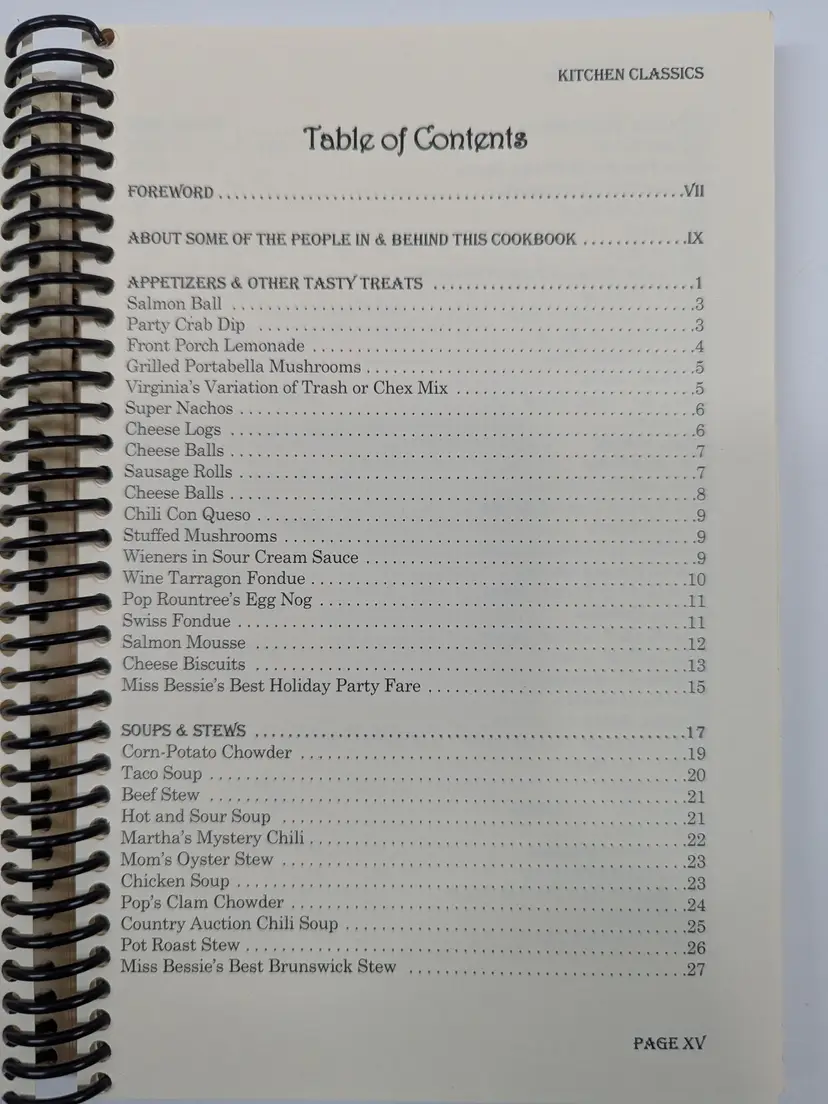 KITCHEN CLASSICS
Table of Contents
FOREWORD ........................................................VII
ABOUT SOME OF THE PEOPLE IN & BEHIND THIS COOKBOOK .............IX
APPETIZERS & OTHER TASTY TREATS ................................1
Salmon Ball ........................................................3
Party Crab Dip ........................................................3
Front Porch Lemonade ................................................4
Grilled Portabella Mushrooms ........................................5
Virginia's Variation of Trash or Chex Mix ............................5
Super Nachos ........................................................6
Cheese Logs ........................................................6
Cheese Balls ........................................................7
Sausage Rolls ........................................................7
Cheese Balls ........................................................8
Chili Con Queso ........................................................9
Stuffed Mushrooms ....................................................9
Wieners in Sour Cream Sauce ........................................9
Wine Tarragon Fondue ................................................10
Pop Rountree's Egg Nog ................................................11
Swiss Fondue ........................................................11
Salmon Mousse ........................................................12
Cheese Biscuits ........................................................13
Miss Bessie's Best Holiday Party Fare ................................15
SOUPS & STEWS ........................................................17
Corn-Potato Chowder ................................................19
Taco Soup ........................................................20
Beef Stew ........................................................21
Hot and Sour Soup ....................................................21
Martha's Mystery Chili ................................................22
Mom's Oyster Stew ....................................................23
Chicken Soup ........................................................23
Pop's Clam Chowder ....................................................24
Country Auction Chili Soup ............................................25
Pot Roast Stew ........................................................26
Miss Bessie's Best Brunswick Stew ................................27
PAGE XV